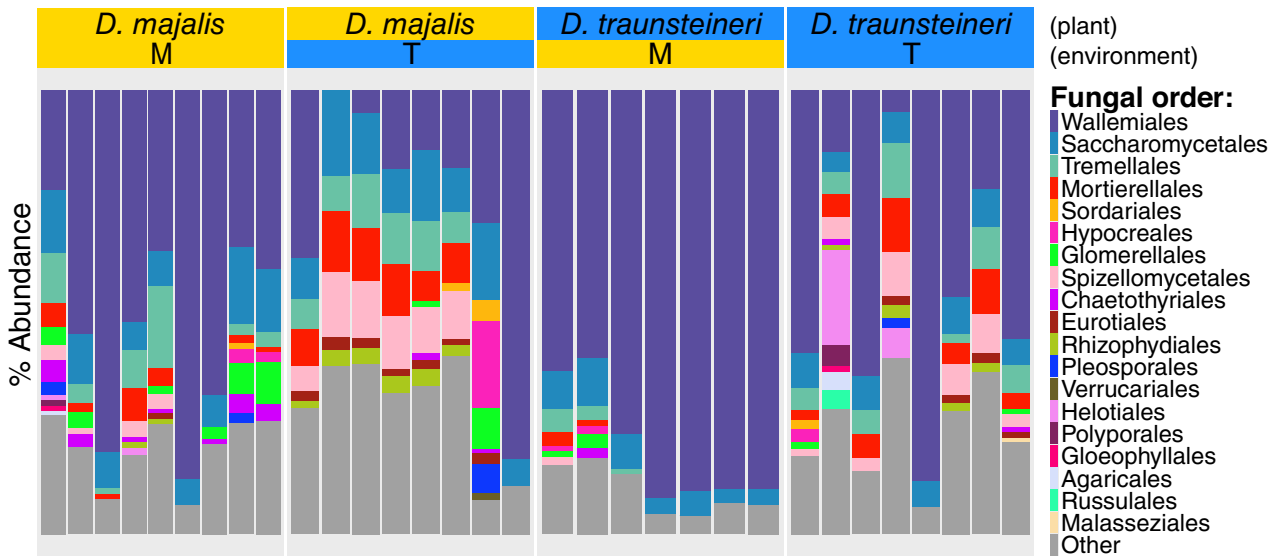 D. majalis
D. majalis
D. traunsteineri
D. traunsteineri
(plant)
M
T
M
T
(environment)
% Abundance
Fungal order:
Wallemiales
Saccharomycetales
Tremellales
Mortierellales
Sordariales
Hypocreales
Glomerellales
Spizellomycetales
Chaetothyriales
Eurotiales
Rhizophydiales
Pleosporales
Verrucariales
Helotiales
Polyporales
Gloeophyllales
Agaricales
Russulales
Malasseziales
Other